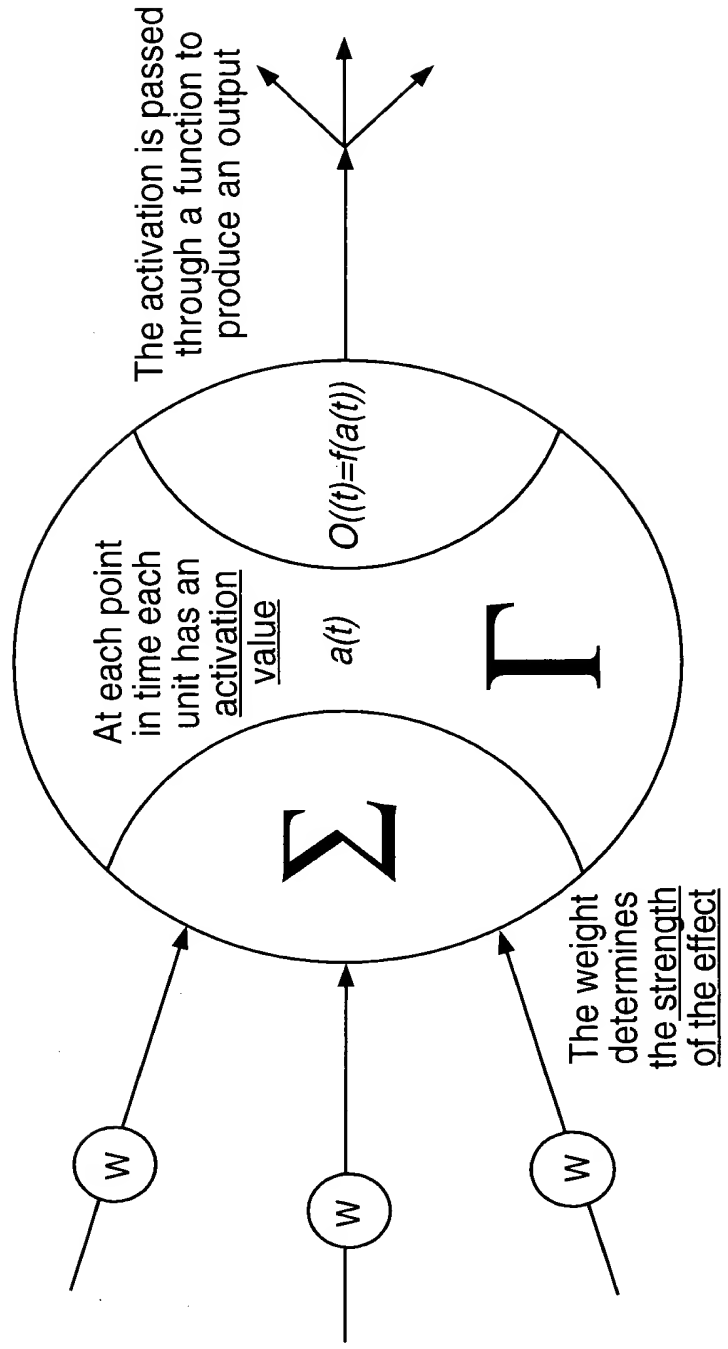 W
W
W
The weight
determines
the strength
of the effect
Σ
At each point
in time each
unit has an
activation
value
a(t)
Γ
O((t)=f(a(t))
The activation is passed
through a function to
produce an output